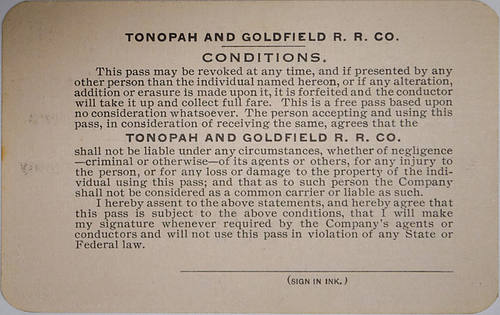 TONOPAH AND GOLDFIELD R. R. CO.
CONDITIONS.
This pass may be revoked at any time, and if presented by any
other person than the individual named hereon, or if any alteration,
addition or erasure is made upon it, it is forfeited and the conductor
will take it up and collect full fare. This is a free pass based upon
no consideration whatsoever. The person accepting and using this
pass, in consideration of receiving the same, agrees that the
TONOPAH AND GOLDFIELD R. R. CO.
shall not be liable under any circumstances, whether of negligence
—criminal or otherwise—of its agents or others, for any injury to
the person, or for any loss or damage to the property of the indi-
vidual using this pass; and that as to such person the Company
shall not be considered as a common carrier or liable as such.
I hereby assent to the above statements, and hereby agree that
this pass is subject to the above conditions, that I will make
my signature whenever required by the Company's agents or
conductors and will not use this pass in violation of any State or
Federal law.
(SIGN IN INK.)